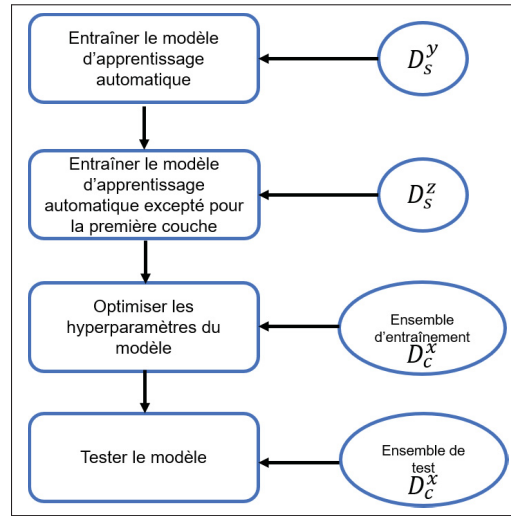 Entraîner le modèle
d'apprentissage
automatique
D_s^y
Entraîner le modèle
d'apprentissage
automatique excepté pour
la première couche
D_s^z
Optimiser les
hyperparamètres du
modèle
Ensemble
d'entraînement
D_c^x
Tester le modèle
Ensemble de
test
D_c^x